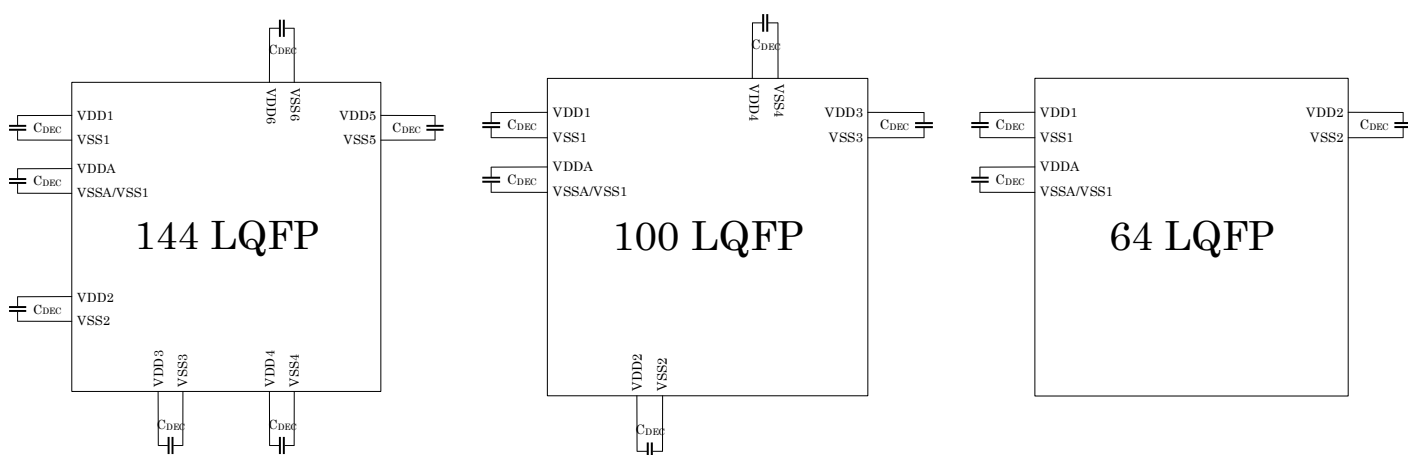 CDEC
VDD6
VSS6
VDD1
CDEC
VSS1
VDDA
CDEC
VSSA/VSS1
VDD5
CDEC
VSS5
144 LQFP
VDD2
CDEC
VSS2
VDD3
VSS3
CDEC
VDD4
VSS4
CDEC
CDEC
VDD4
VSS4
VDD1
CDEC
VSS1
VDDA
CDEC
VSSA/VSS1
VDD3
CDEC
VSS3
100 LQFP
VDD2
VSS2
CDEC
VDD1
CDEC
VSS1
VDDA
CDEC
VSSA/VSS1
VDD2
CDEC
VSS2
64 LQFP